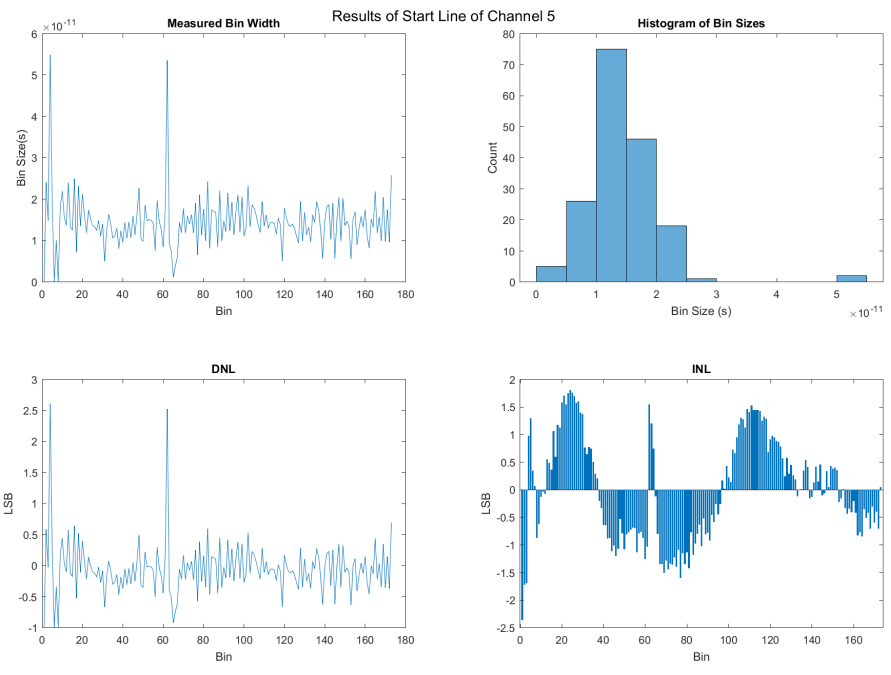 Results of Start Line of Channel 5
×10^-11
Measured Bin Width
6
5
4
3
2
1
0
Bin Size(s)
0 20 40 60 80 100 120 140 160 180
Bin
Histogram of Bin Sizes
80
70
60
50
40
30
20
10
0
Count
0 1 2 3 4 5
Bin Size (s)
×10^-11
DNL
3
2.5
2
1.5
1
0.5
0
-0.5
-1
LSB
0 20 40 60 80 100 120 140 160 180
Bin
INL
2
1.5
1
0.5
0
-0.5
-1
-1.5
-2
-2.5
LSB
0 20 40 60 80 100 120 140 160
Bin